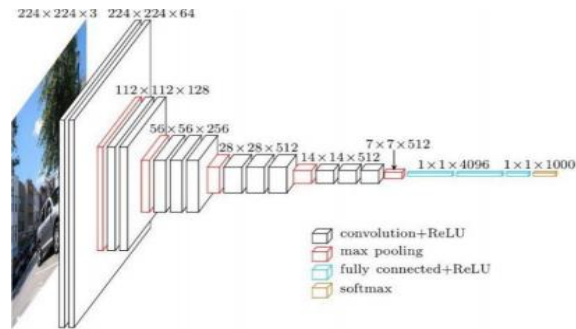 224×224×3 224×224×64
112×112×128
56×56×256
28×28×512
14×14×512
7×7×512
1×1×4096 1×1×1000
convolution+ReLU
max pooling
fully connected+ReLU
softmax